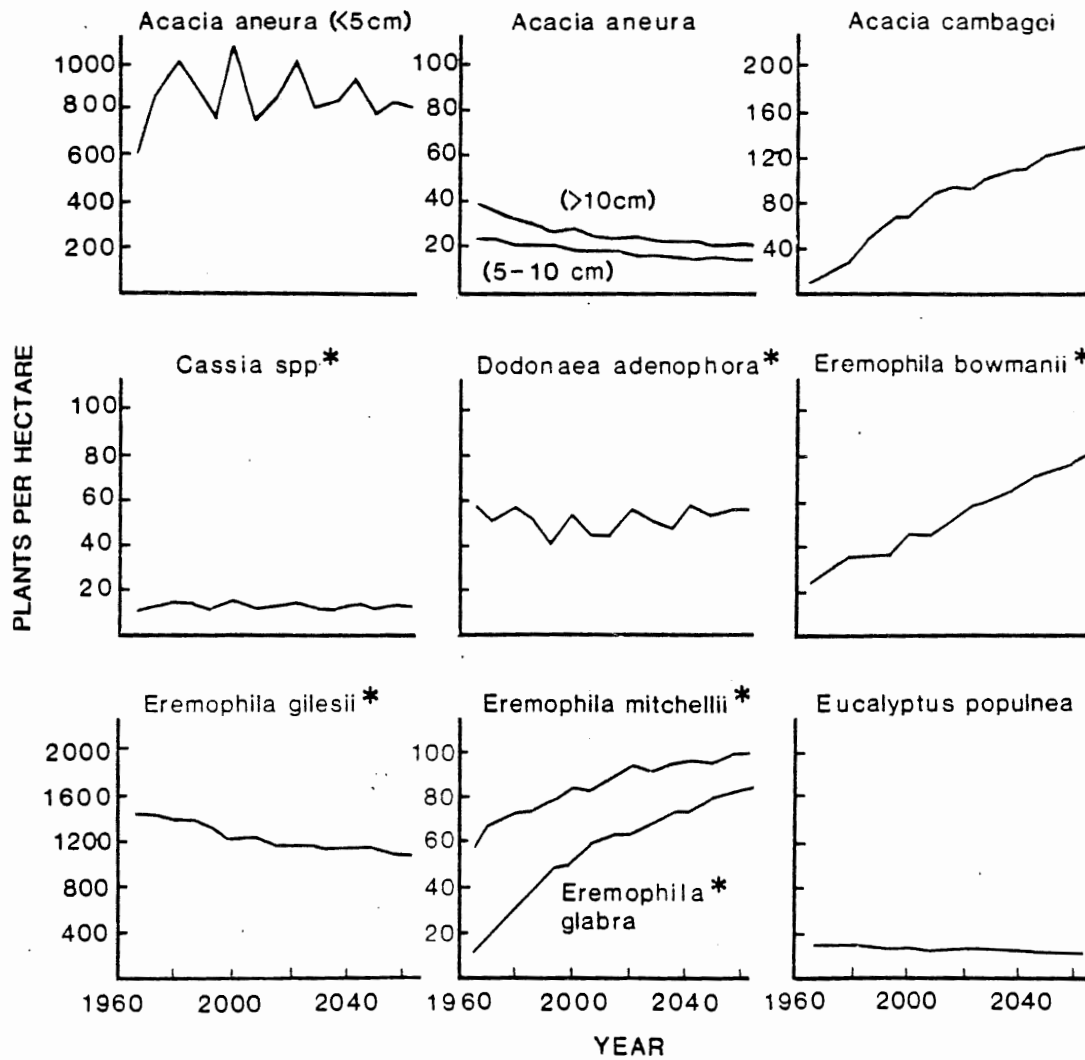 Acacia aneura (<5cm)
1000
800
600
400
200
Acacia aneura
100
80
60
40
20
(>10cm)
(5-10 cm)
Acacia cambagei
200
160
120
80
40
PLANTS PER HECTARE
Cassia spp*
100
80
60
40
20
Dodonaea adenophora*
Eremophila bowmanii*
Eremophila gilesii*
2000
1600
1200
800
400
1960
2000
2040
Eremophila mitchellii*
100
80
60
40
20
Eremophila*
glabra
1960
2000
2040
Eucalyptus populnea
1960
2000
2040
YEAR